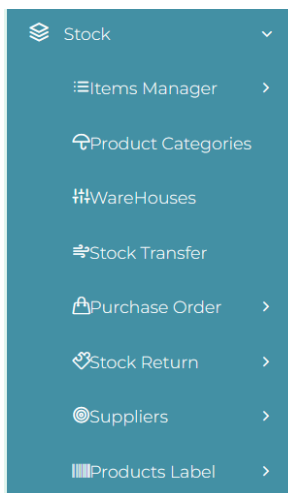 Stock
Items Manager
Product Categories
WareHouses
Stock Transfer
Purchase Order
Stock Return
Suppliers
Products Label